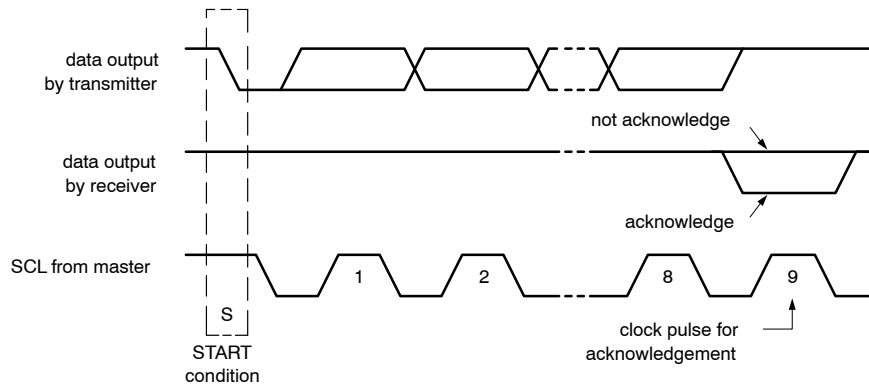 data output
by transmitter
not acknowledge
data output
by receiver
acknowledge
SCL from master
1
2
8
9
S
START
condition
clock pulse for
acknowledgement